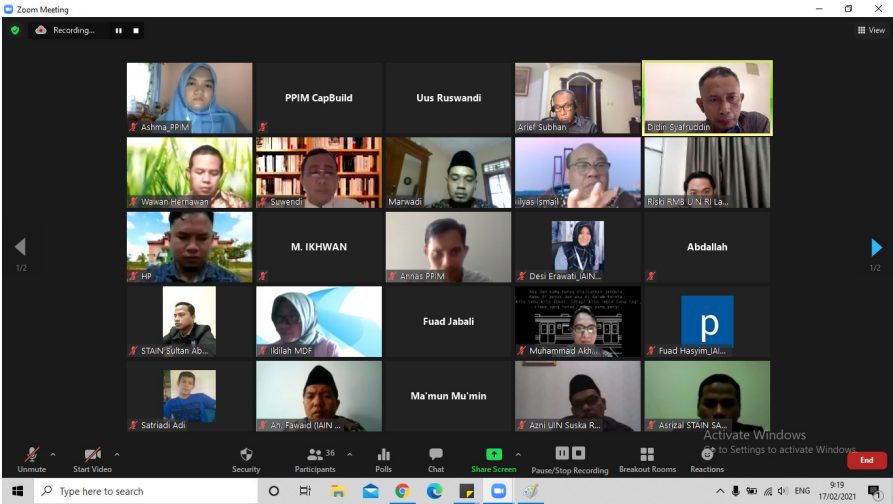 Zoom Meeting
Recording...
View
Ashma_PPIM
PPIM CapBuild
Uus Ruswandi
Arief Subhan
Didin Syafruddin
Wawan Hernawan
Suwendi
Marwadi
ilyas Ismail
Riski RMB U N RI La...
HP
M. IKHWAN
Annas PPIM
Desi Erawati_IAIN...
Abdallah
1/2
1/2
STAIN Sultan Ab...
Iklilah MDF
Fuad Jabali
Muhammad Akh...
p
Fuad Hasyim_IAI...
Satriadi Adi
Ah. Fawaid (IAIN ...
Ma'mun Mu'min
Azni UIN Suska R...
Asrizal STAIN SA...
Activate Windows
Go to Settings to activate Windows.
Unmute
Start Video
Security
Participants
36
Polls
Chat
Share Screen
Pause/Stop Recording
Breakout Rooms
Reactions
End
Type here to search
ENG
9:19
17/02/2021
1